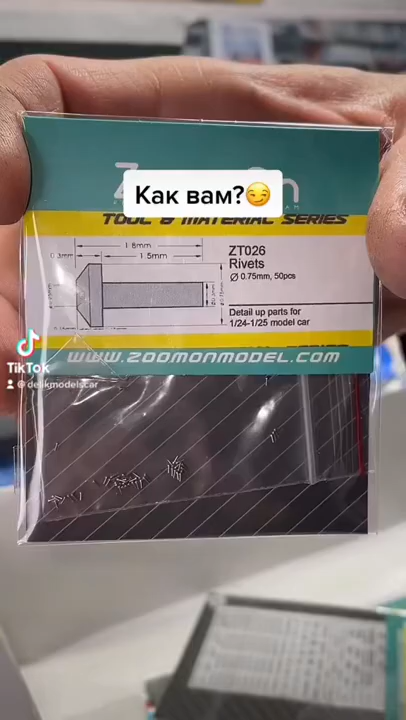 Как вам?😏
TOOL & MATERIAL SERIES
1.8mm
0.3mm
1.5mm
ZT026
Rivets
Ø 0.75mm, 50pcs
Detail up parts for
1/24-1/25 model car
WWW.ZOOMONMODEL.COM
TikTok